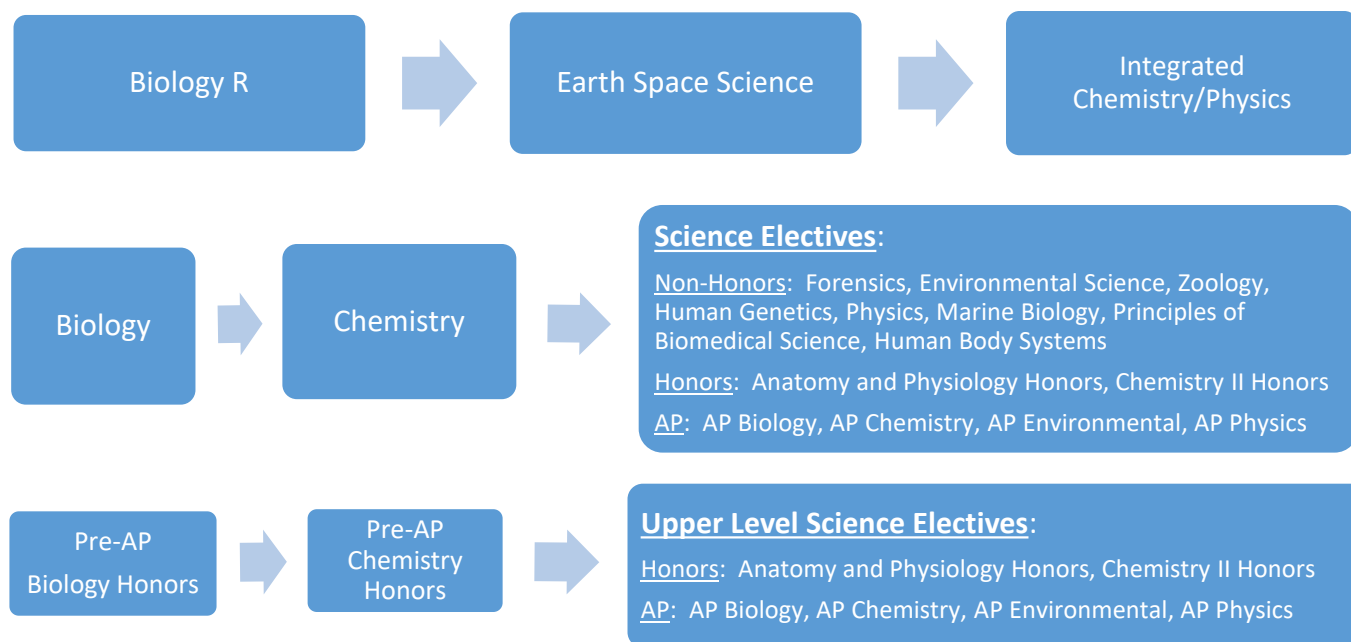 Biology R
Earth Space Science
Integrated
Chemistry/Physics
Biology
Chemistry
Science Electives:
Non-Honors: Forensics, Environmental Science, Zoology,
Human Genetics, Physics, Marine Biology, Principles of
Biomedical Science, Human Body Systems
Honors: Anatomy and Physiology Honors, Chemistry II Honors
AP: AP Biology, AP Chemistry, AP Environmental, AP Physics
Pre-AP
Biology Honors
Pre-AP
Chemistry
Honors
Upper Level Science Electives:
Honors: Anatomy and Physiology Honors, Chemistry II Honors
AP: AP Biology, AP Chemistry, AP Environmental, AP Physics